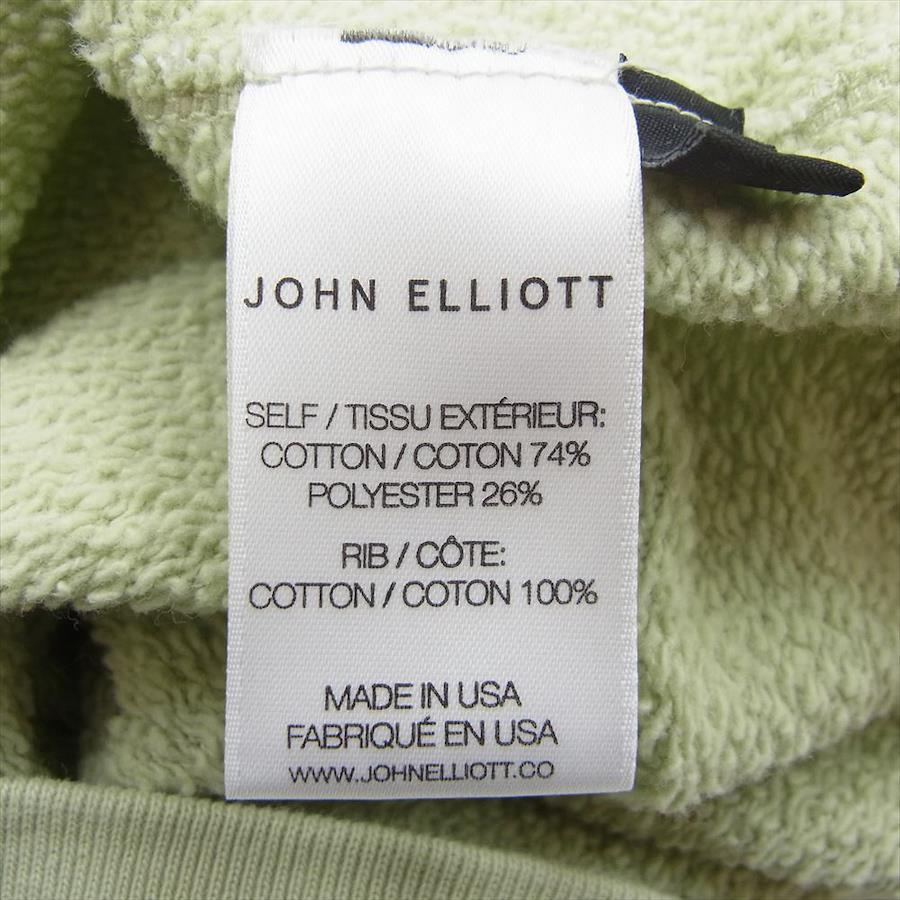 JOHN ELLIOTT
SELF / TISSU EXTÉRIEUR:
COTTON / COTON 74%
POLYESTER 26%
RIB / CÔTE:
COTTON / COTON 100%
MADE IN USA
FABRIQUÉ EN USA
WWW.JOHNELLIOTT.CO